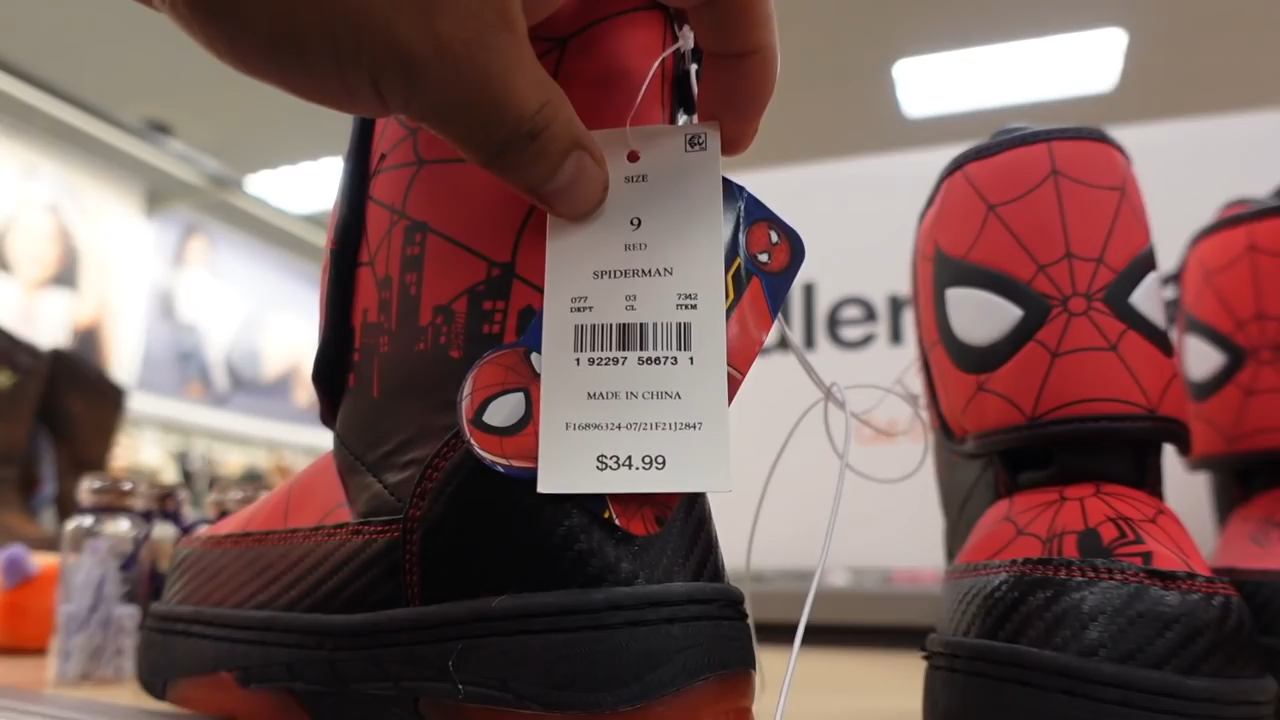 SIZE
9
RED
SPIDERMAN
077 03 7342
DKPT CL ITKM
1 92297 56673 1
MADE IN CHINA
F16896324-07/21F21J2847
$34.99
dler